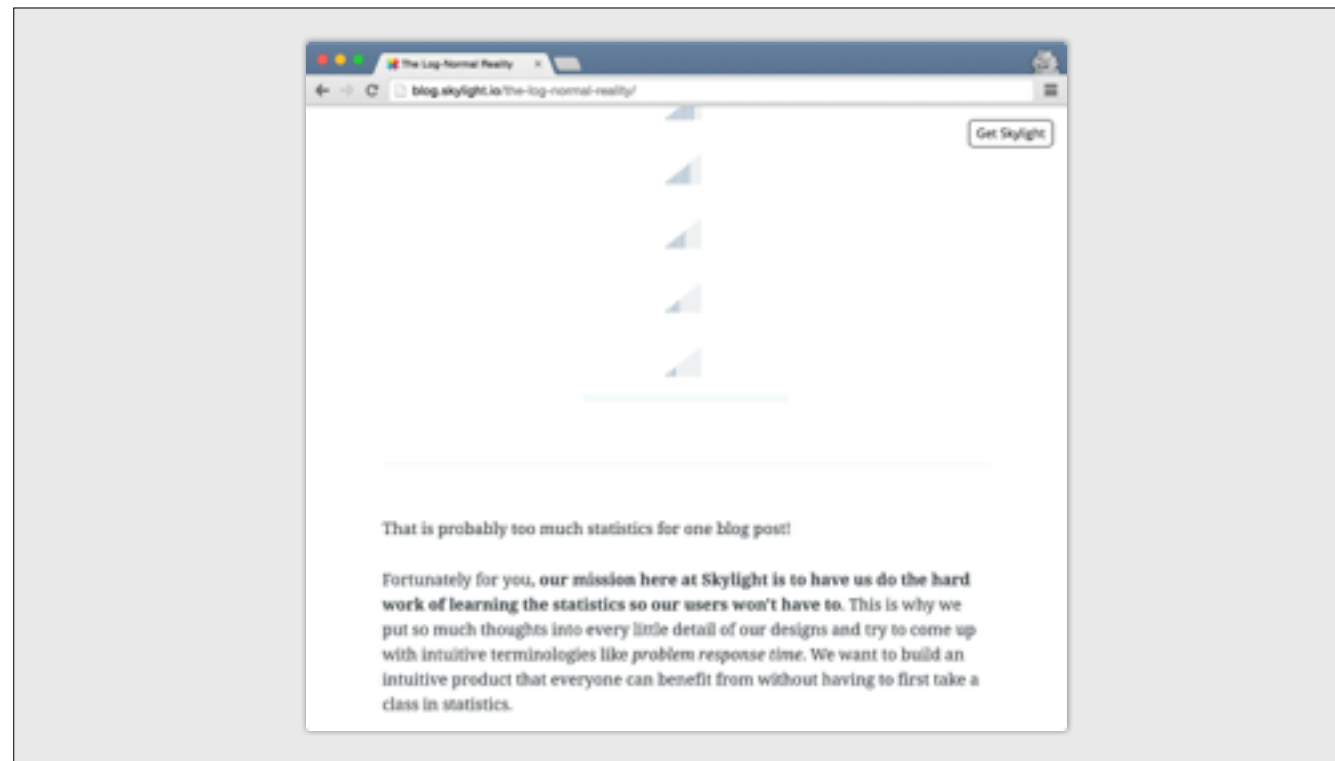 The Log-Normal Reality ×
blog.skylight.io/the-log-normal-reality/
Get Skylight
That is probably too much statistics for one blog post!
Fortunately for you, our mission here at Skylight is to have us do the hard
work of learning the statistics so our users won't have to. This is why we
put so much thoughts into every little detail of our designs and try to come up
with intuitive terminologies like problem response time. We want to build an
intuitive product that everyone can benefit from without having to first take a
class in statistics.